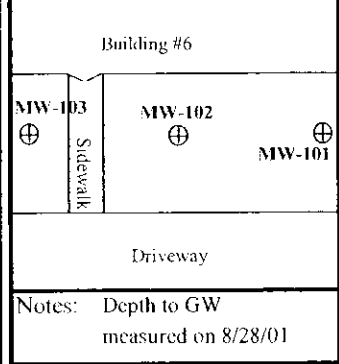 Building #6
MW-103
MW-102
MW-101
Sidewalk
Driveway
Notes: Depth to GW
measured on 8/28/01